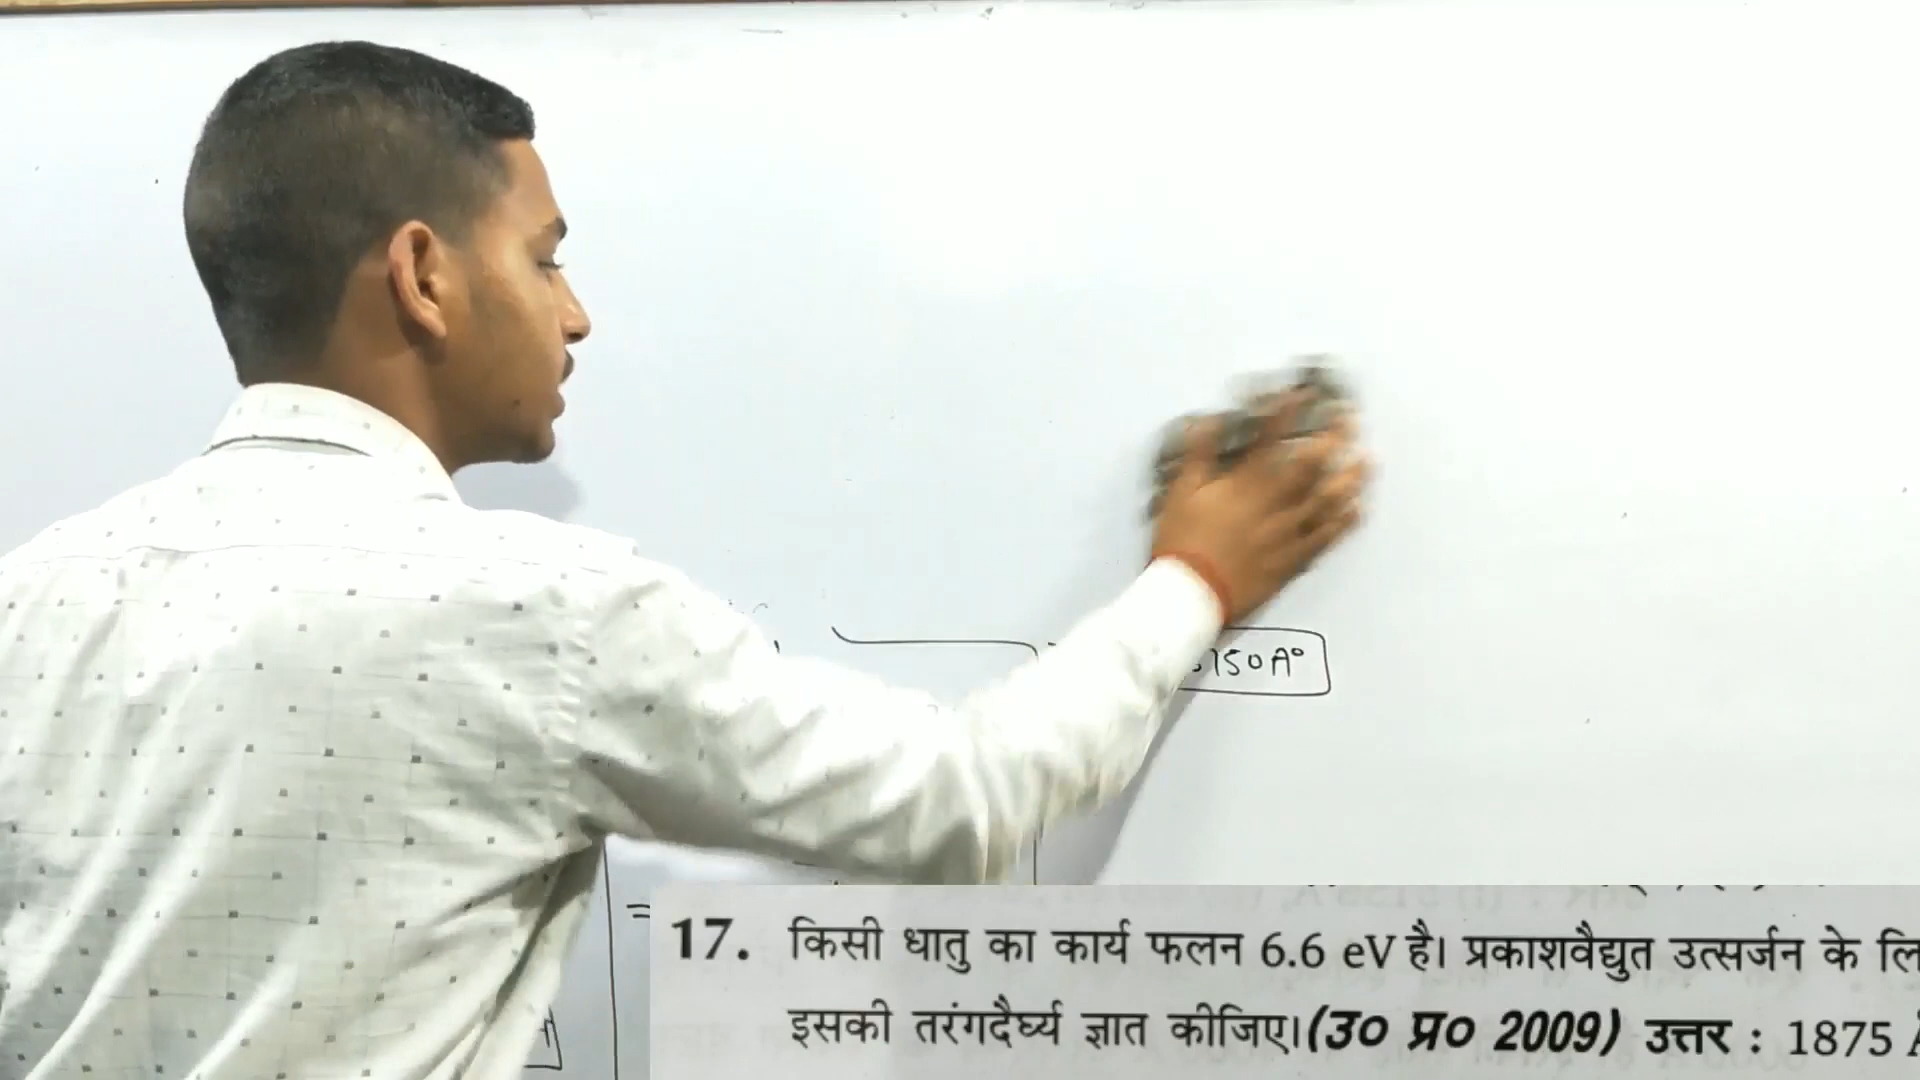 750A°
=
17. किसी धातु का कार्य फलन 6.6 eV है। प्रकाशवैद्युत उत्सर्जन के लि
इसकी तरंगदैर्घ्य ज्ञात कीजिए। (उ० प्र० 2009) उत्तर : 1875